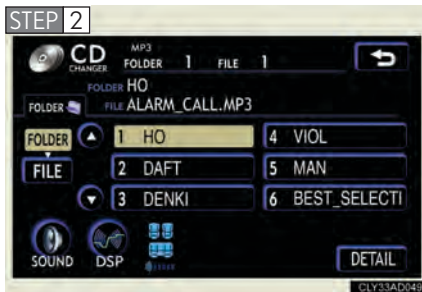 STEP 2
CD CHANGER
MP3
FOLDER 1 FILE 1
FOLDER HO
FILE ALARM_CALL.MP3
FOLDER
FOLDER
FILE
1 HO
2 DAFT
3 DENKI
4 VIOL
5 MAN
6 BEST_SELECTI
SOUND
DSP
DETAIL
CLY33AD049